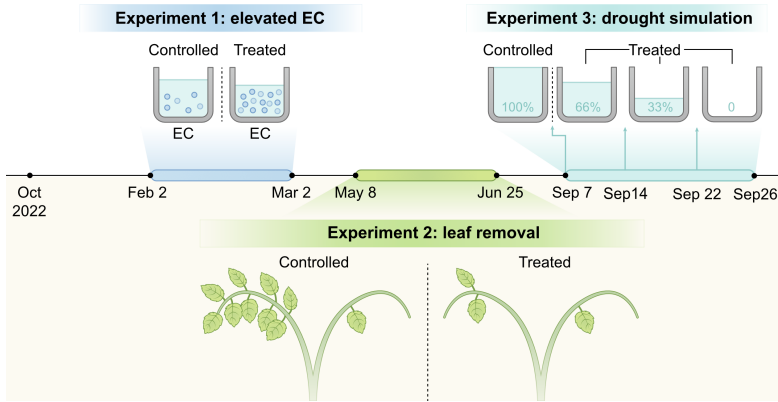 Experiment 1: elevated EC
Controlled
Treated
EC
EC
Experiment 3: drought simulation
Controlled
Treated
100%
66%
33%
0
Oct
2022
Feb 2
Mar 2
May 8
Jun 25
Sep 7
Sep14
Sep 22
Sep26
Experiment 2: leaf removal
Controlled
Treated